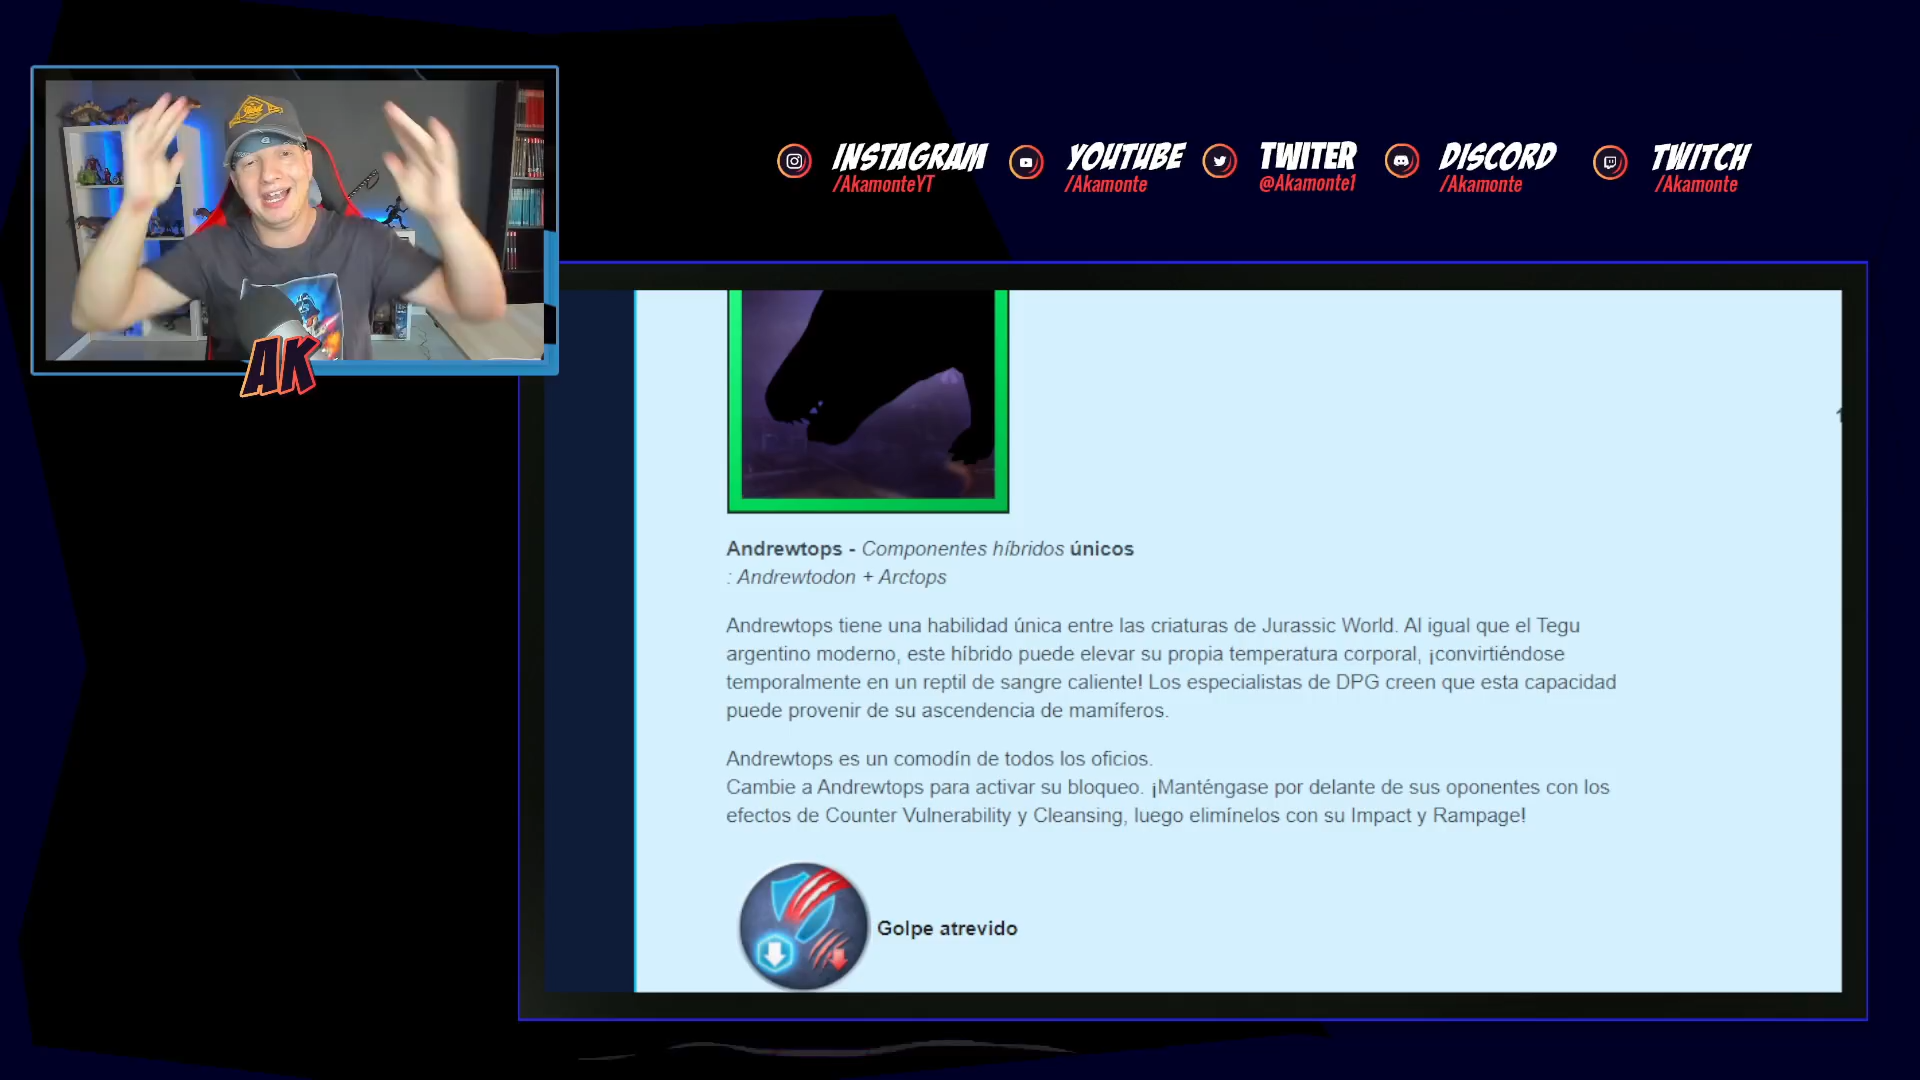 INSTAGRAM
/AkamonteYT
YOUTUBE
/Akamonte
TWITER
@Akamonte1
DISCORD
/Akamonte
TWITCH
/Akamonte
AK
Andrewtops - Componentes híbridos únicos
: Andrewtodon + Arctops
Andrewtops tiene una habilidad única entre las criaturas de Jurassic World. Al igual que el Tegu
argentino moderno, este híbrido puede elevar su propia temperatura corporal, ¡convirtiéndose
temporalmente en un reptil de sangre caliente! Los especialistas de DPG creen que esta capacidad
puede provenir de su ascendencia de mamíferos.
Andrewtops es un comodín de todos los oficios.
Cambie a Andrewtops para activar su bloqueo. ¡Manténgase por delante de sus oponentes con los
efectos de Counter Vulnerability y Cleansing, luego elimínelos con su Impact y Rampage!
Golpe atrevido